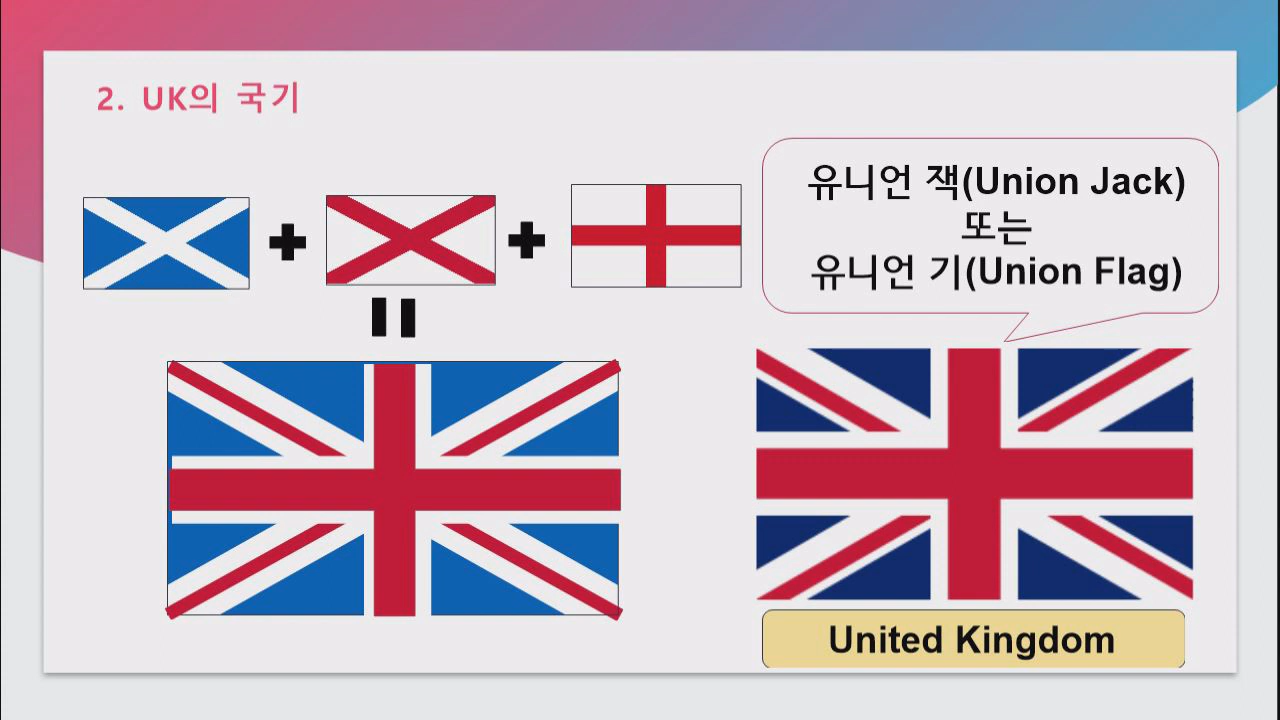 2. UK의 국기
유니언 잭(Union Jack)
또는
유니언 기(Union Flag)
United Kingdom